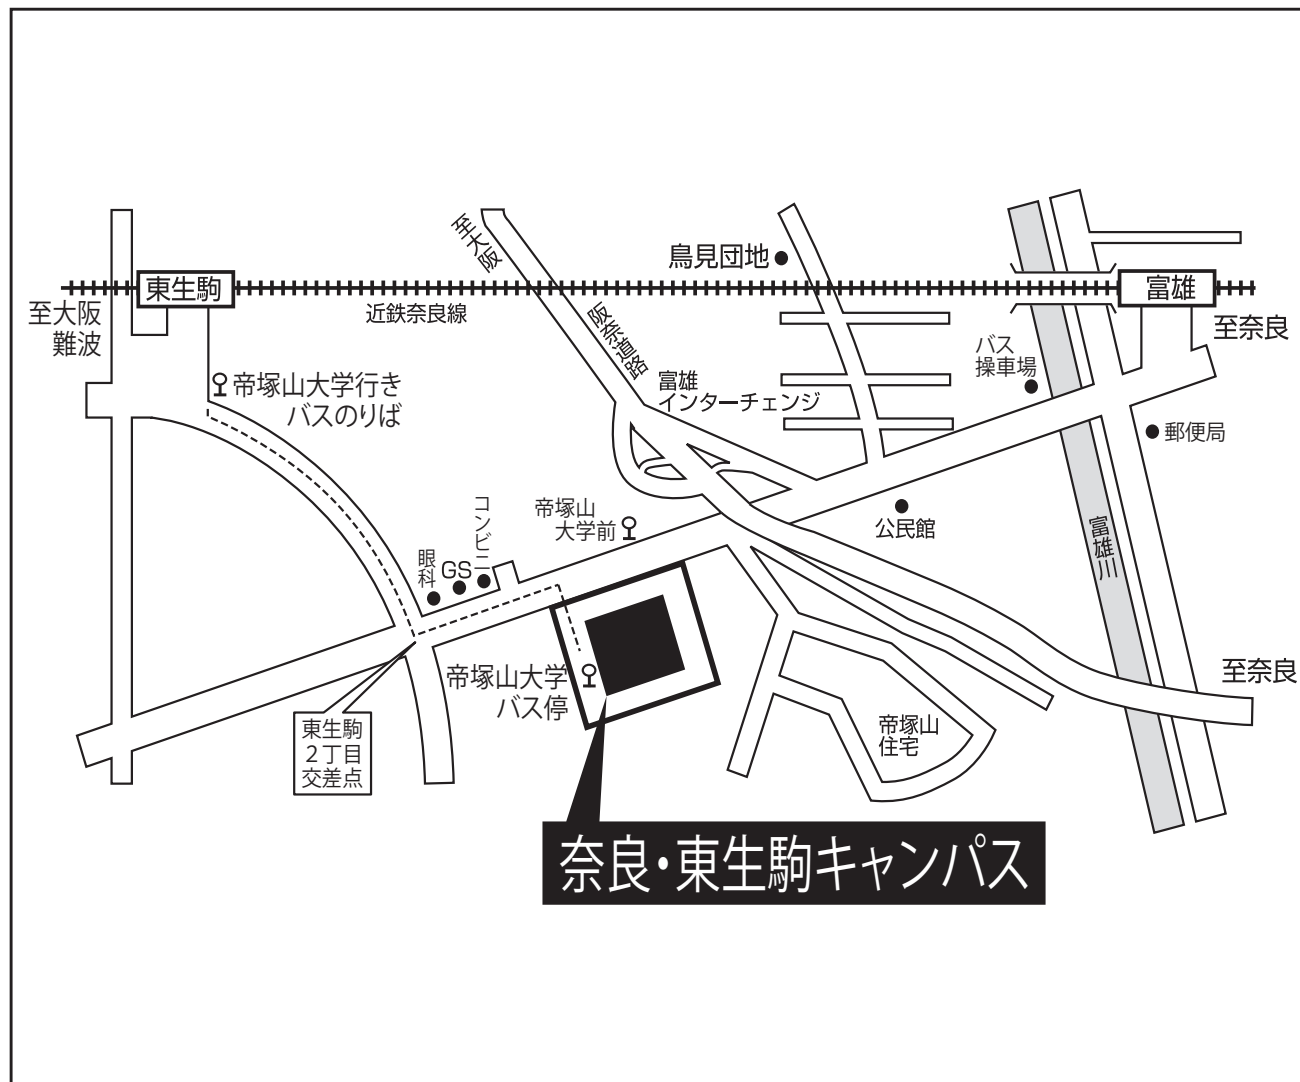 至大阪
鳥見団地
東生駒
近鉄奈良線
富雄
至大阪
難波
至奈良
阪奈道路
バス
操車場
帝塚山大学行き
バスのりば
富雄
インターチェンジ
郵便局
コンビニ
帝塚山
大学前
公民館
富雄川
眼科
GS
帝塚山大学
バス停
至奈良
東生駒
２丁目
交差点
帝塚山
住宅
奈良・東生駒キャンパス